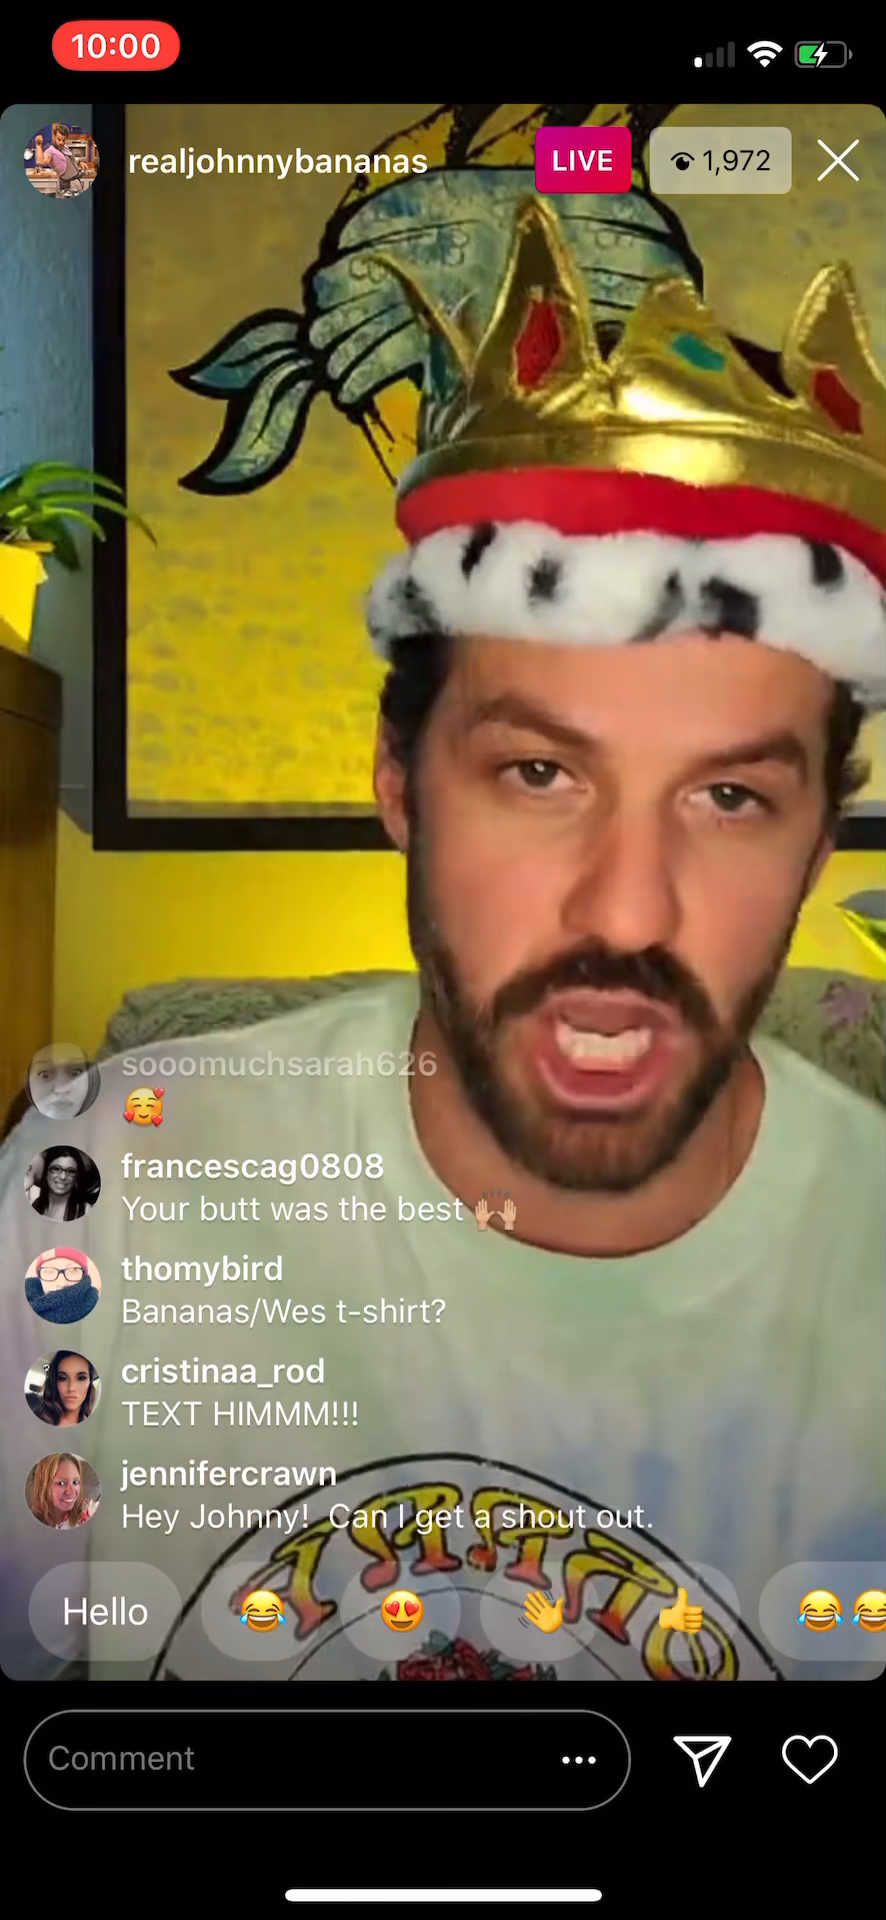 10:00
realjohnnybananas LIVE 1,972
sooomuchsarah626
🥰
francescag0808
Your butt was the best 🙌🏼
thomybird
Bananas/Wes t-shirt?
cristinaa_rod
TEXT HIMMM!!!
jennifercrawn
Hey Johnny!  Can I get a shout out.
Hello 😂 😍 👋 👍 😂😂
Comment